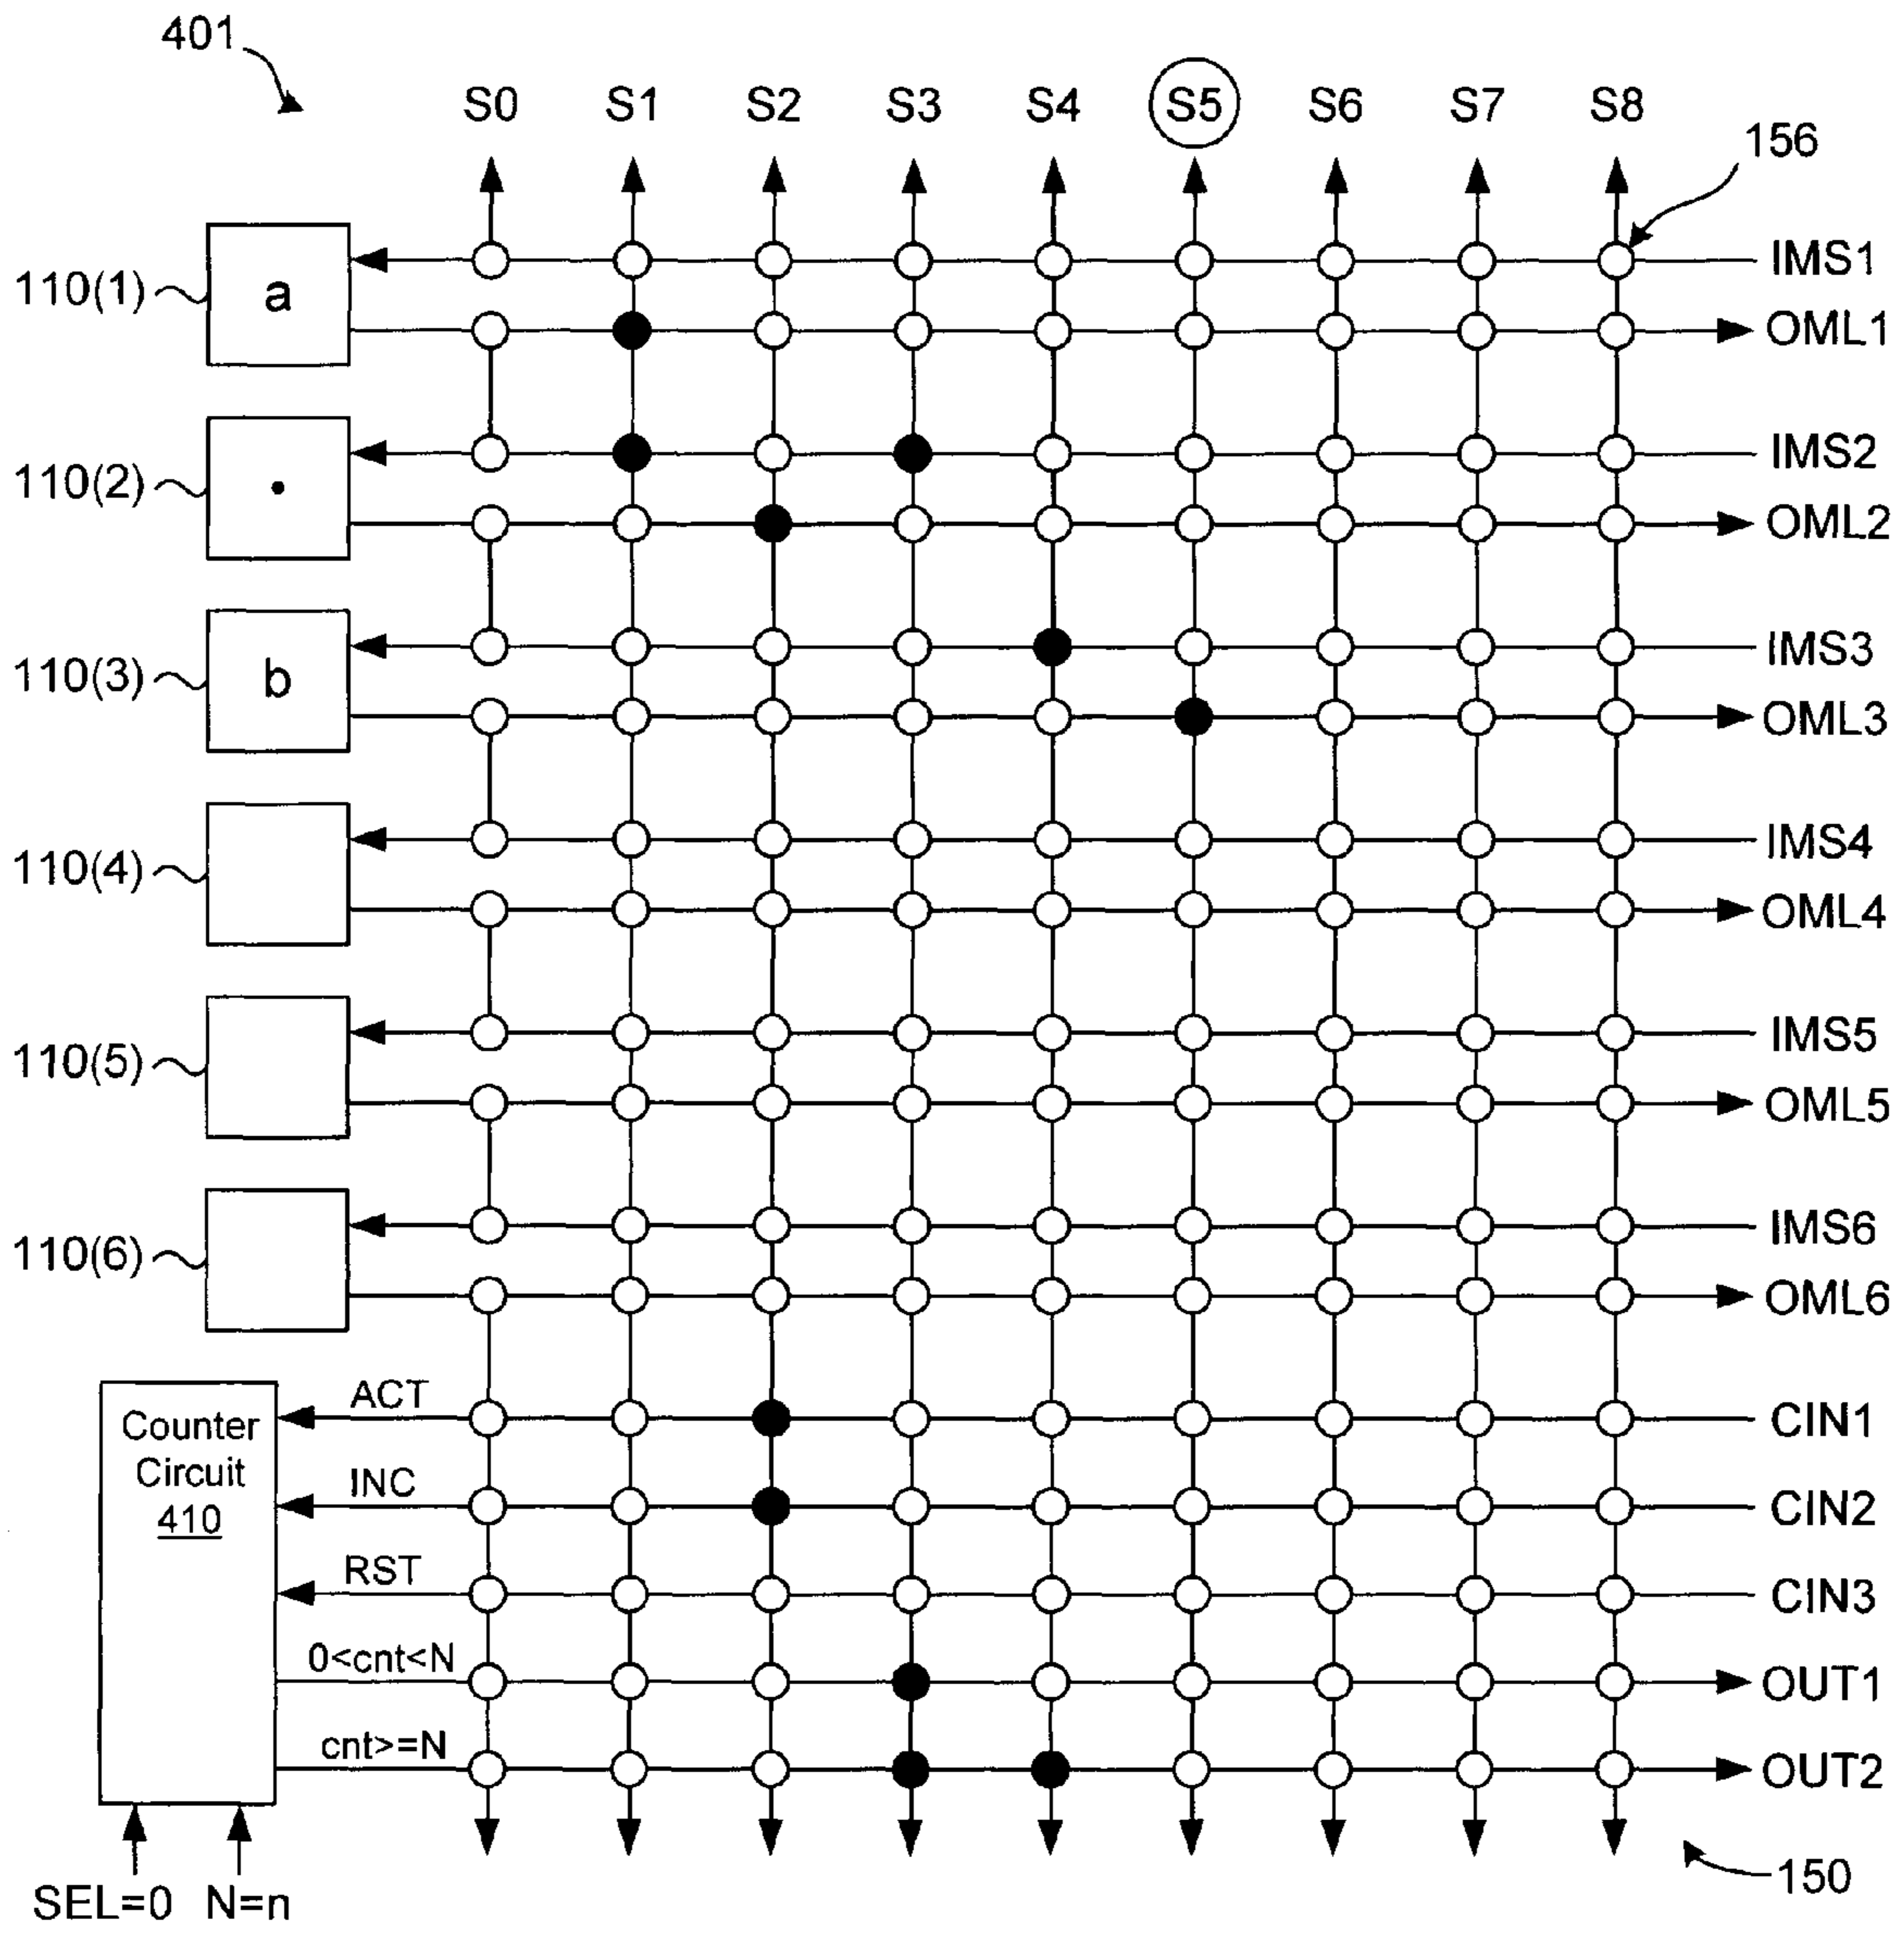 401
S0 S1 S2 S3 S4 S5 S6 S7 S8
156
IMS1
110(1) a
OML1
IMS2
110(2) •
OML2
IMS3
110(3) b
OML3
IMS4
110(4)
OML4
IMS5
110(5)
OML5
IMS6
110(6)
OML6
ACT CIN1
Counter
Circuit
410
INC CIN2
RST CIN3
0<cnt<N OUT1
cnt>=N OUT2
SEL=0 N=n
150